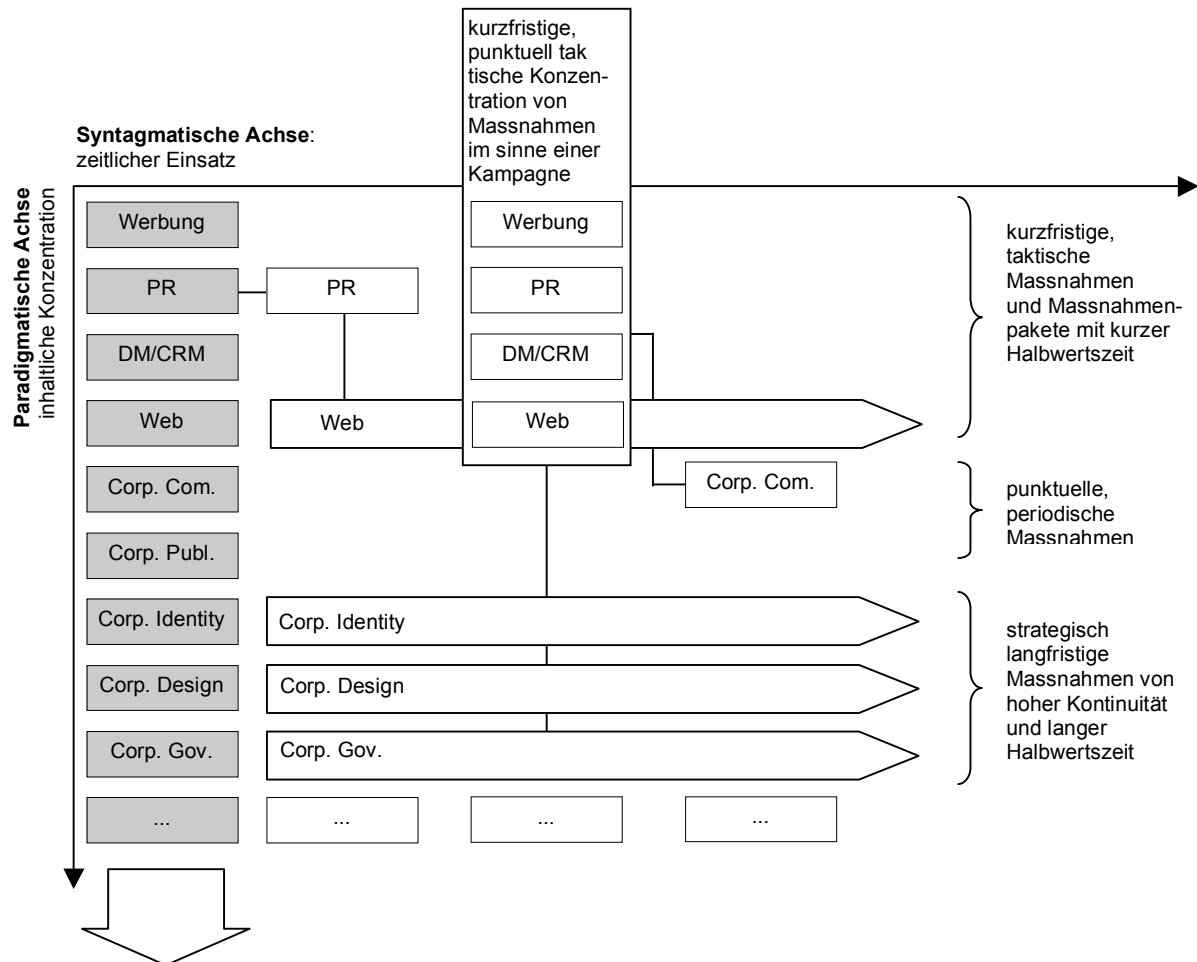 kurzfristige,
punktuell tak
tische Konzen-
tration von
Massnahmen
im sinne einer
Kampagne
Syntagmatische Achse:
zeitlicher Einsatz
Paradigmatische Achse
inhaltliche Konzentration
Werbung
Werbung
PR
PR
PR
DM/CRM
DM/CRM
Web
Web
Web
Corp. Com.
Corp. Com.
Corp. Publ.
Corp. Identity
Corp. Identity
Corp. Design
Corp. Design
Corp. Gov.
Corp. Gov.
...
...
...
...
kurzfristige,
taktische
Massnahmen
und Massnahmen-
pakete mit kurzer
Halbwertszeit
punktuelle,
periodische
Massnahmen
strategisch
langfristige
Massnahmen von
hoher Kontinuität
und langer
Halbwertszeit